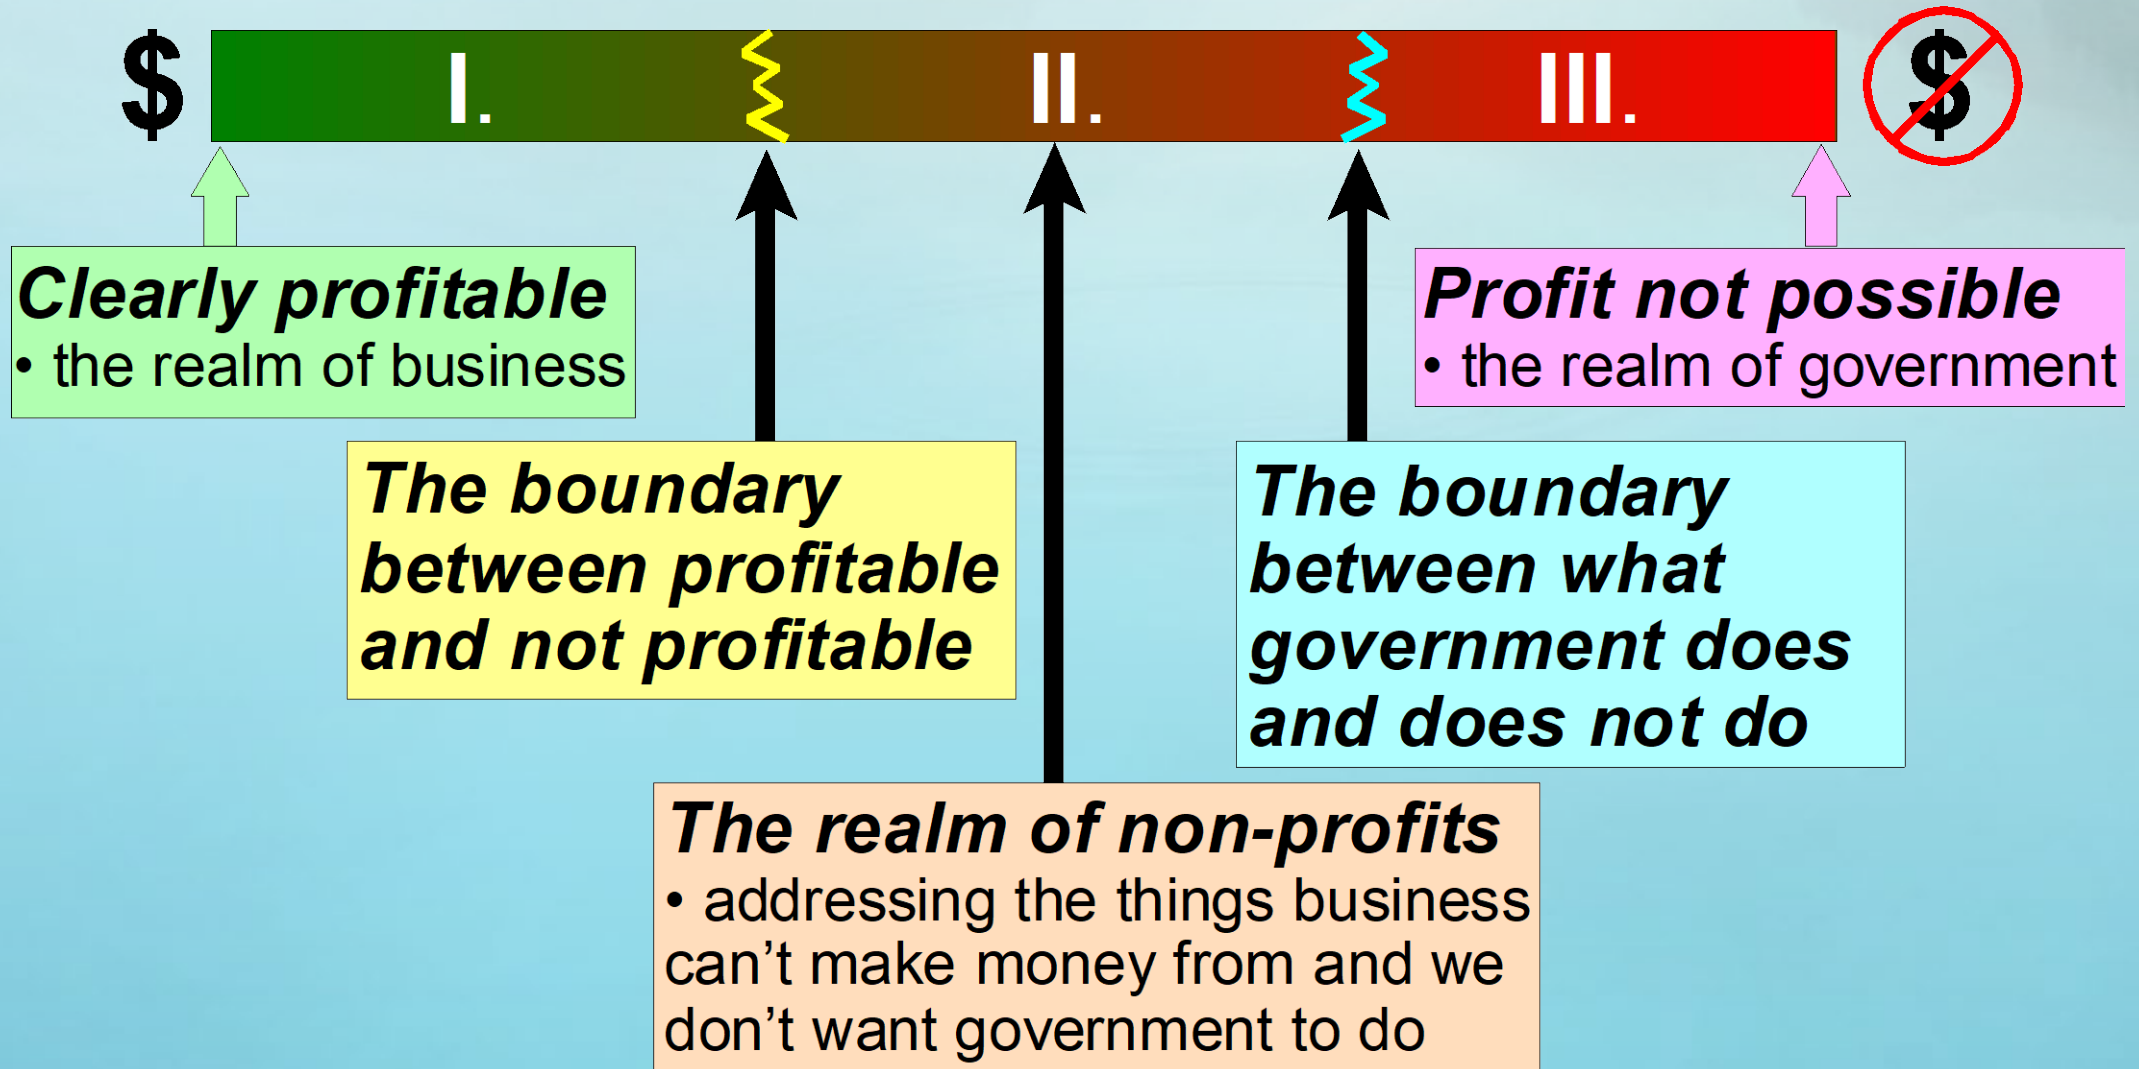 $ I. II. III. $
Clearly profitable
• the realm of business
Profit not possible
• the realm of government
The boundary
between profitable
and not profitable
The boundary
between what
government does
and does not do
The realm of non-profits
• addressing the things business
can’t make money from and we
don’t want government to do